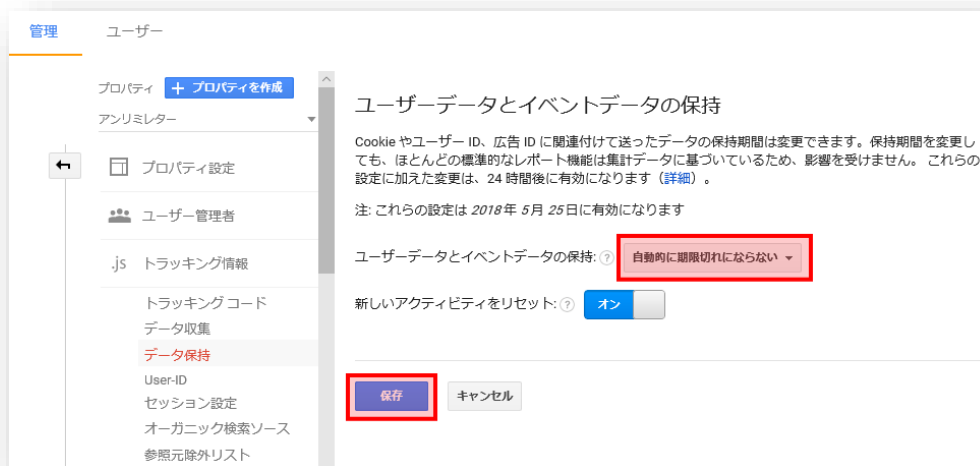 管理 ユーザー
プロパティ
+ プロパティを作成
アンリミレター
プロパティ設定
ユーザー管理者
.js トラッキング情報
トラッキング コード
データ収集
データ保持
User-ID
セッション設定
オーガニック検索ソース
参照元除外リスト
ユーザーデータとイベントデータの保持
Cookie やユーザー ID、広告 ID に関連付けて送ったデータの保持期間は変更できます。保持期間を変更し
ても、ほとんどの標準的なレポート機能は集計データに基づいているため、影響を受けません。 これらの
設定に加えた変更は、24 時間後に有効になります（詳細）。
注: これらの設定は 2018 年 5 月 25 日に有効になります
ユーザーデータとイベントデータの保持: ? 自動的に期限切れにならない
新しいアクティビティをリセット: ? オン
保存 キャンセル